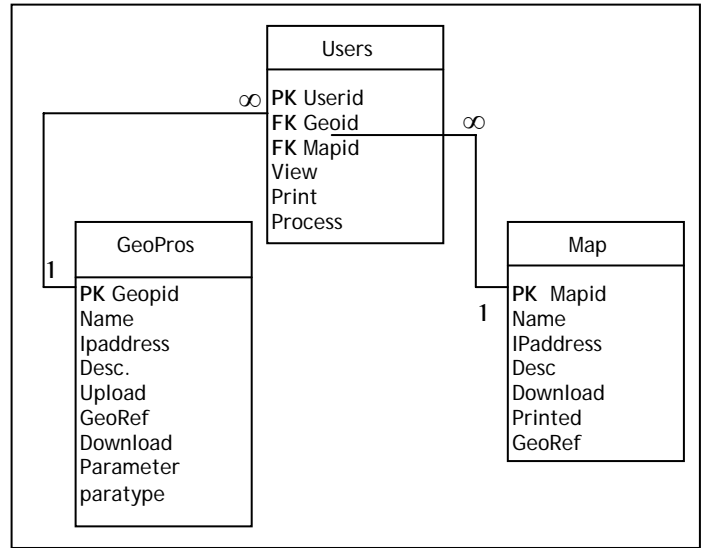 Users
∞ PK Userid
FK Geoid ∞
FK Mapid
View
Print
Process
GeoPros
1
PK Geopid
Name
Ipaddress
Desc.
Upload
GeoRef
Download
Parameter
paratype
Map
1
PK Mapid
Name
IPaddress
Desc
Download
Printed
GeoRef